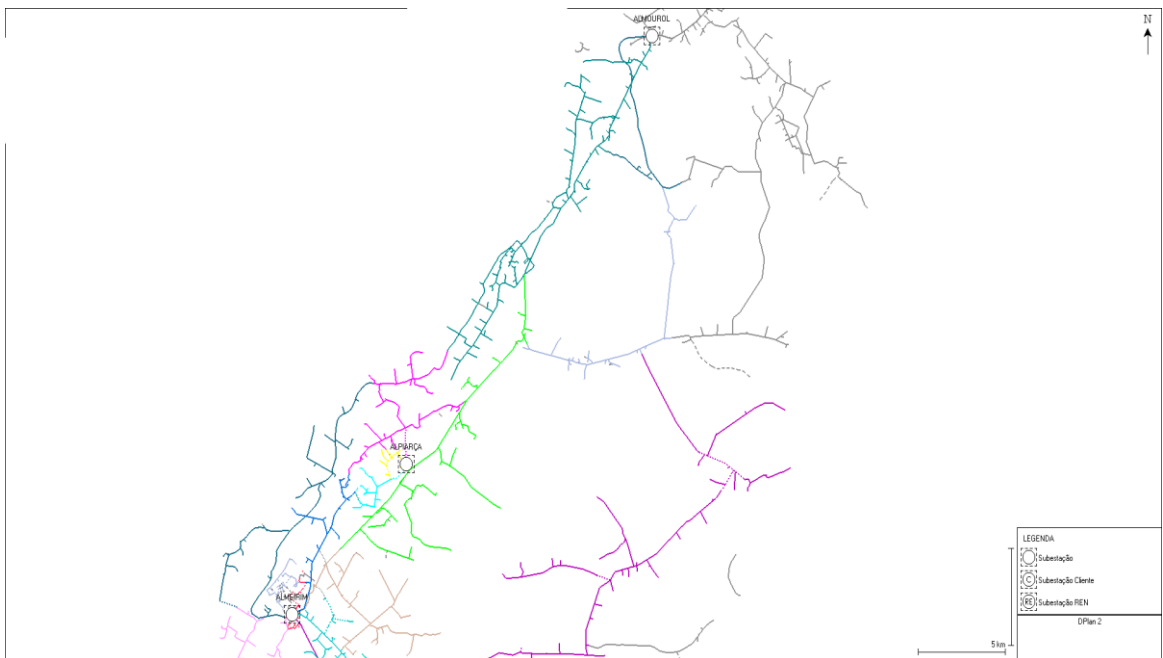 ALMOUROL
N
ALPIARÇA
ALMEIRIM
LEGENDA
Subestação
C Subestação Cliente
RE Subestação REN
DPlan 2
5 km